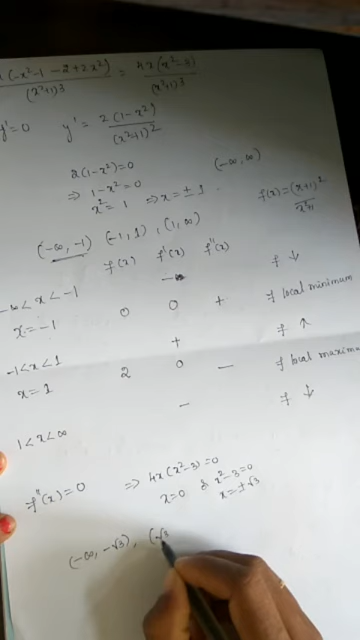 (-x²-1-2+2x²) / (x²+1)³ = 4x(x²-3) / (x²+1)³
y'=0 y' = 2(1-x²) / (x²+1)²
2(1-x²)=0
⇒ 1-x²=0
x²=1 ⇒ x=±1
(-∞, ∞)
(-∞, -1) (-1, 1), (1, ∞)
f(x) = (x+1)² / x²+1
f(x) f'(x) f''(x)
-∞<x<-1 - f ↓
x=-1 0 0 + f local minimum
-1<x<1 + f ↑
x=1 2 0 - f local maxima
1<x<∞ - f ↓
f''(x)=0 ⇒ 4x(x²-3)=0
x=0 & x²-3=0
x=±√3
(-∞, -√3), (-√3